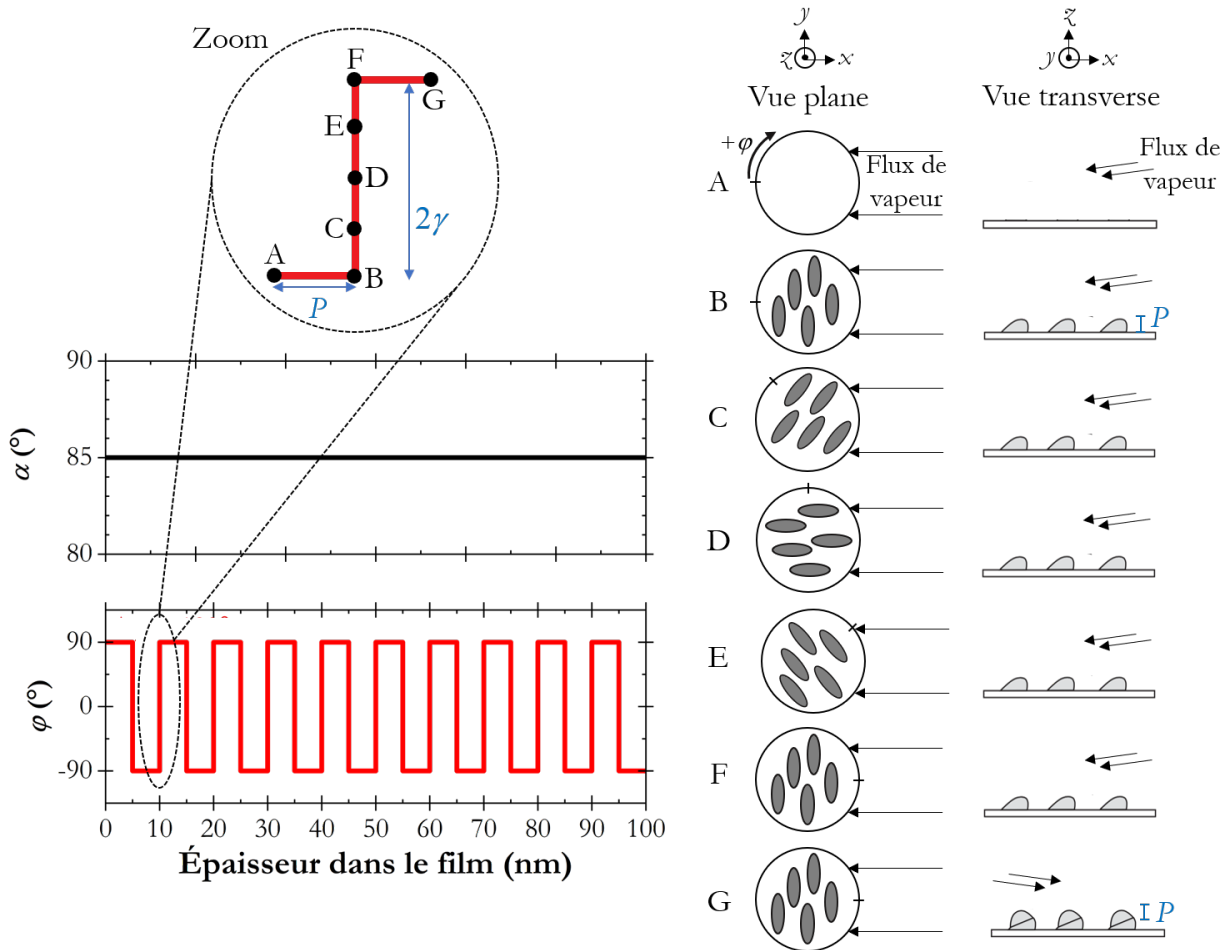 Zoom
F
G
E
D
C
2γ
A
B
P
90
85
80
α (°)
90
0
-90
φ (°)
0 10 20 30 40 50 60 70 80 90 100
Épaisseur dans le film (nm)
y
z x
Vue plane
z
y x
Vue transverse
+φ
A
Flux de
vapeur
Flux de
vapeur
B
P
C
D
E
F
G
P